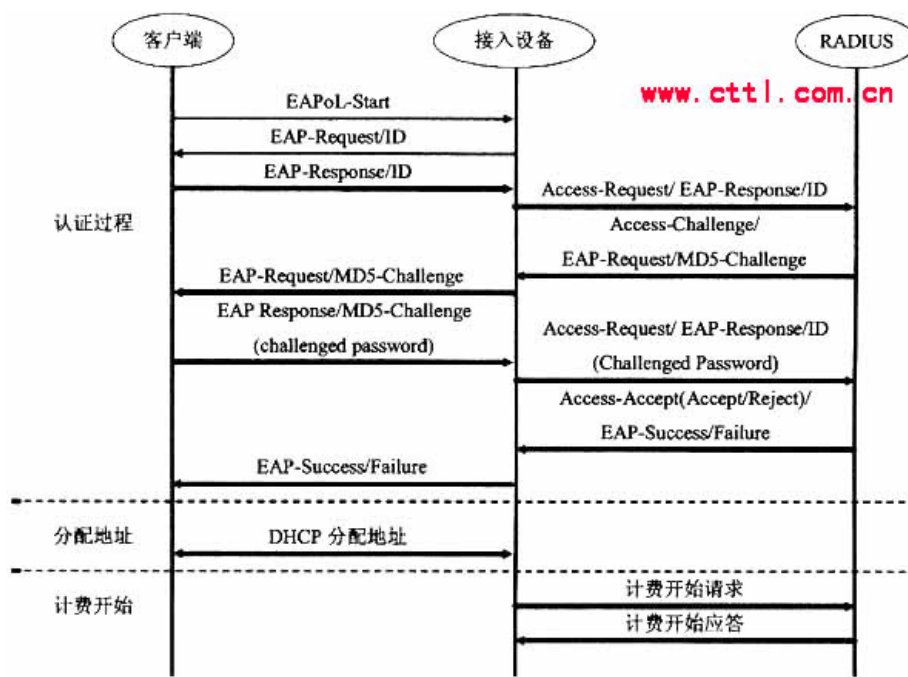 客户端
接入设备
RADIUS
www.cttl.com.cn
EAPoL-Start
EAP-Request/ID
EAP-Response/ID
Access-Request/ EAP-Response/ID
认证过程
Access-Challenge/
EAP-Request/MD5-Challenge
EAP-Request/MD5-Challenge
EAP Response/MD5-Challenge
(challenged password)
Access-Request/ EAP-Response/ID
(Challenged Password)
Access-Accept(Accept/Reject)/
EAP-Success/Failure
EAP-Success/Failure
分配地址
DHCP 分配地址
计费开始
计费开始请求
计费开始应答